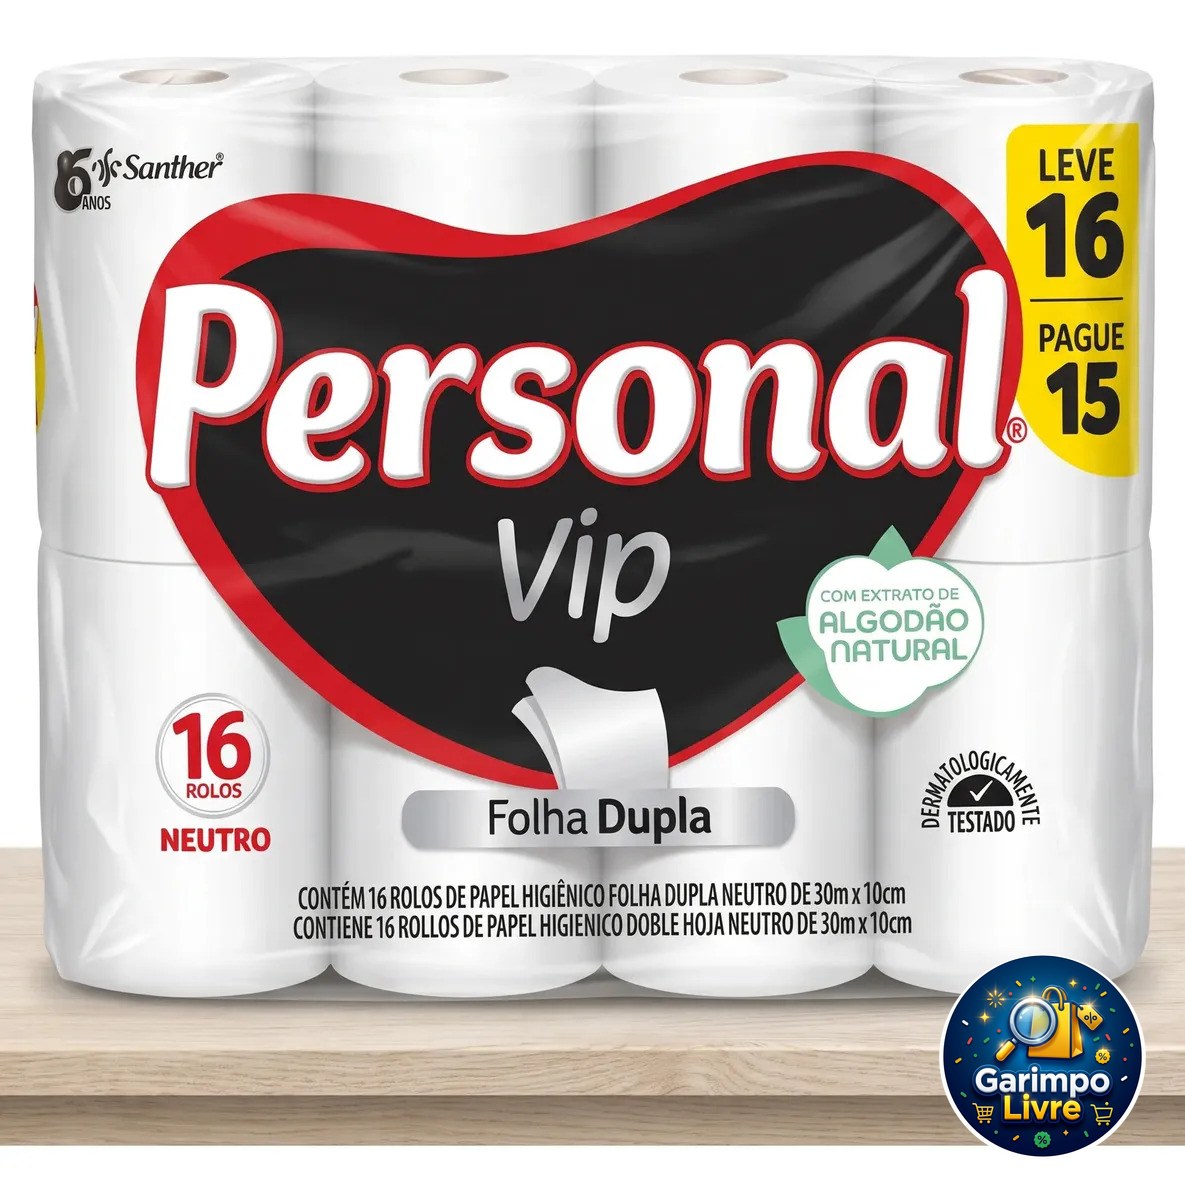 85 ANOS
Santher®
LEVE
16
PAGUE
15
Personal®
Vip
COM EXTRATO DE
ALGODÃO
NATURAL
16
ROLOS
NEUTRO
DERMATOLOGICAMENTE
TESTADO
Folha Dupla
CONTÉM 16 ROLOS DE PAPEL HIGIÊNICO FOLHA DUPLA NEUTRO DE 30m x 10cm
CONTIENE 16 ROLLOS DE PAPEL HIGIENICO DOBLE HOJA NEUTRO DE 30m x 10cm
%
%
Garimpo
Livre
%